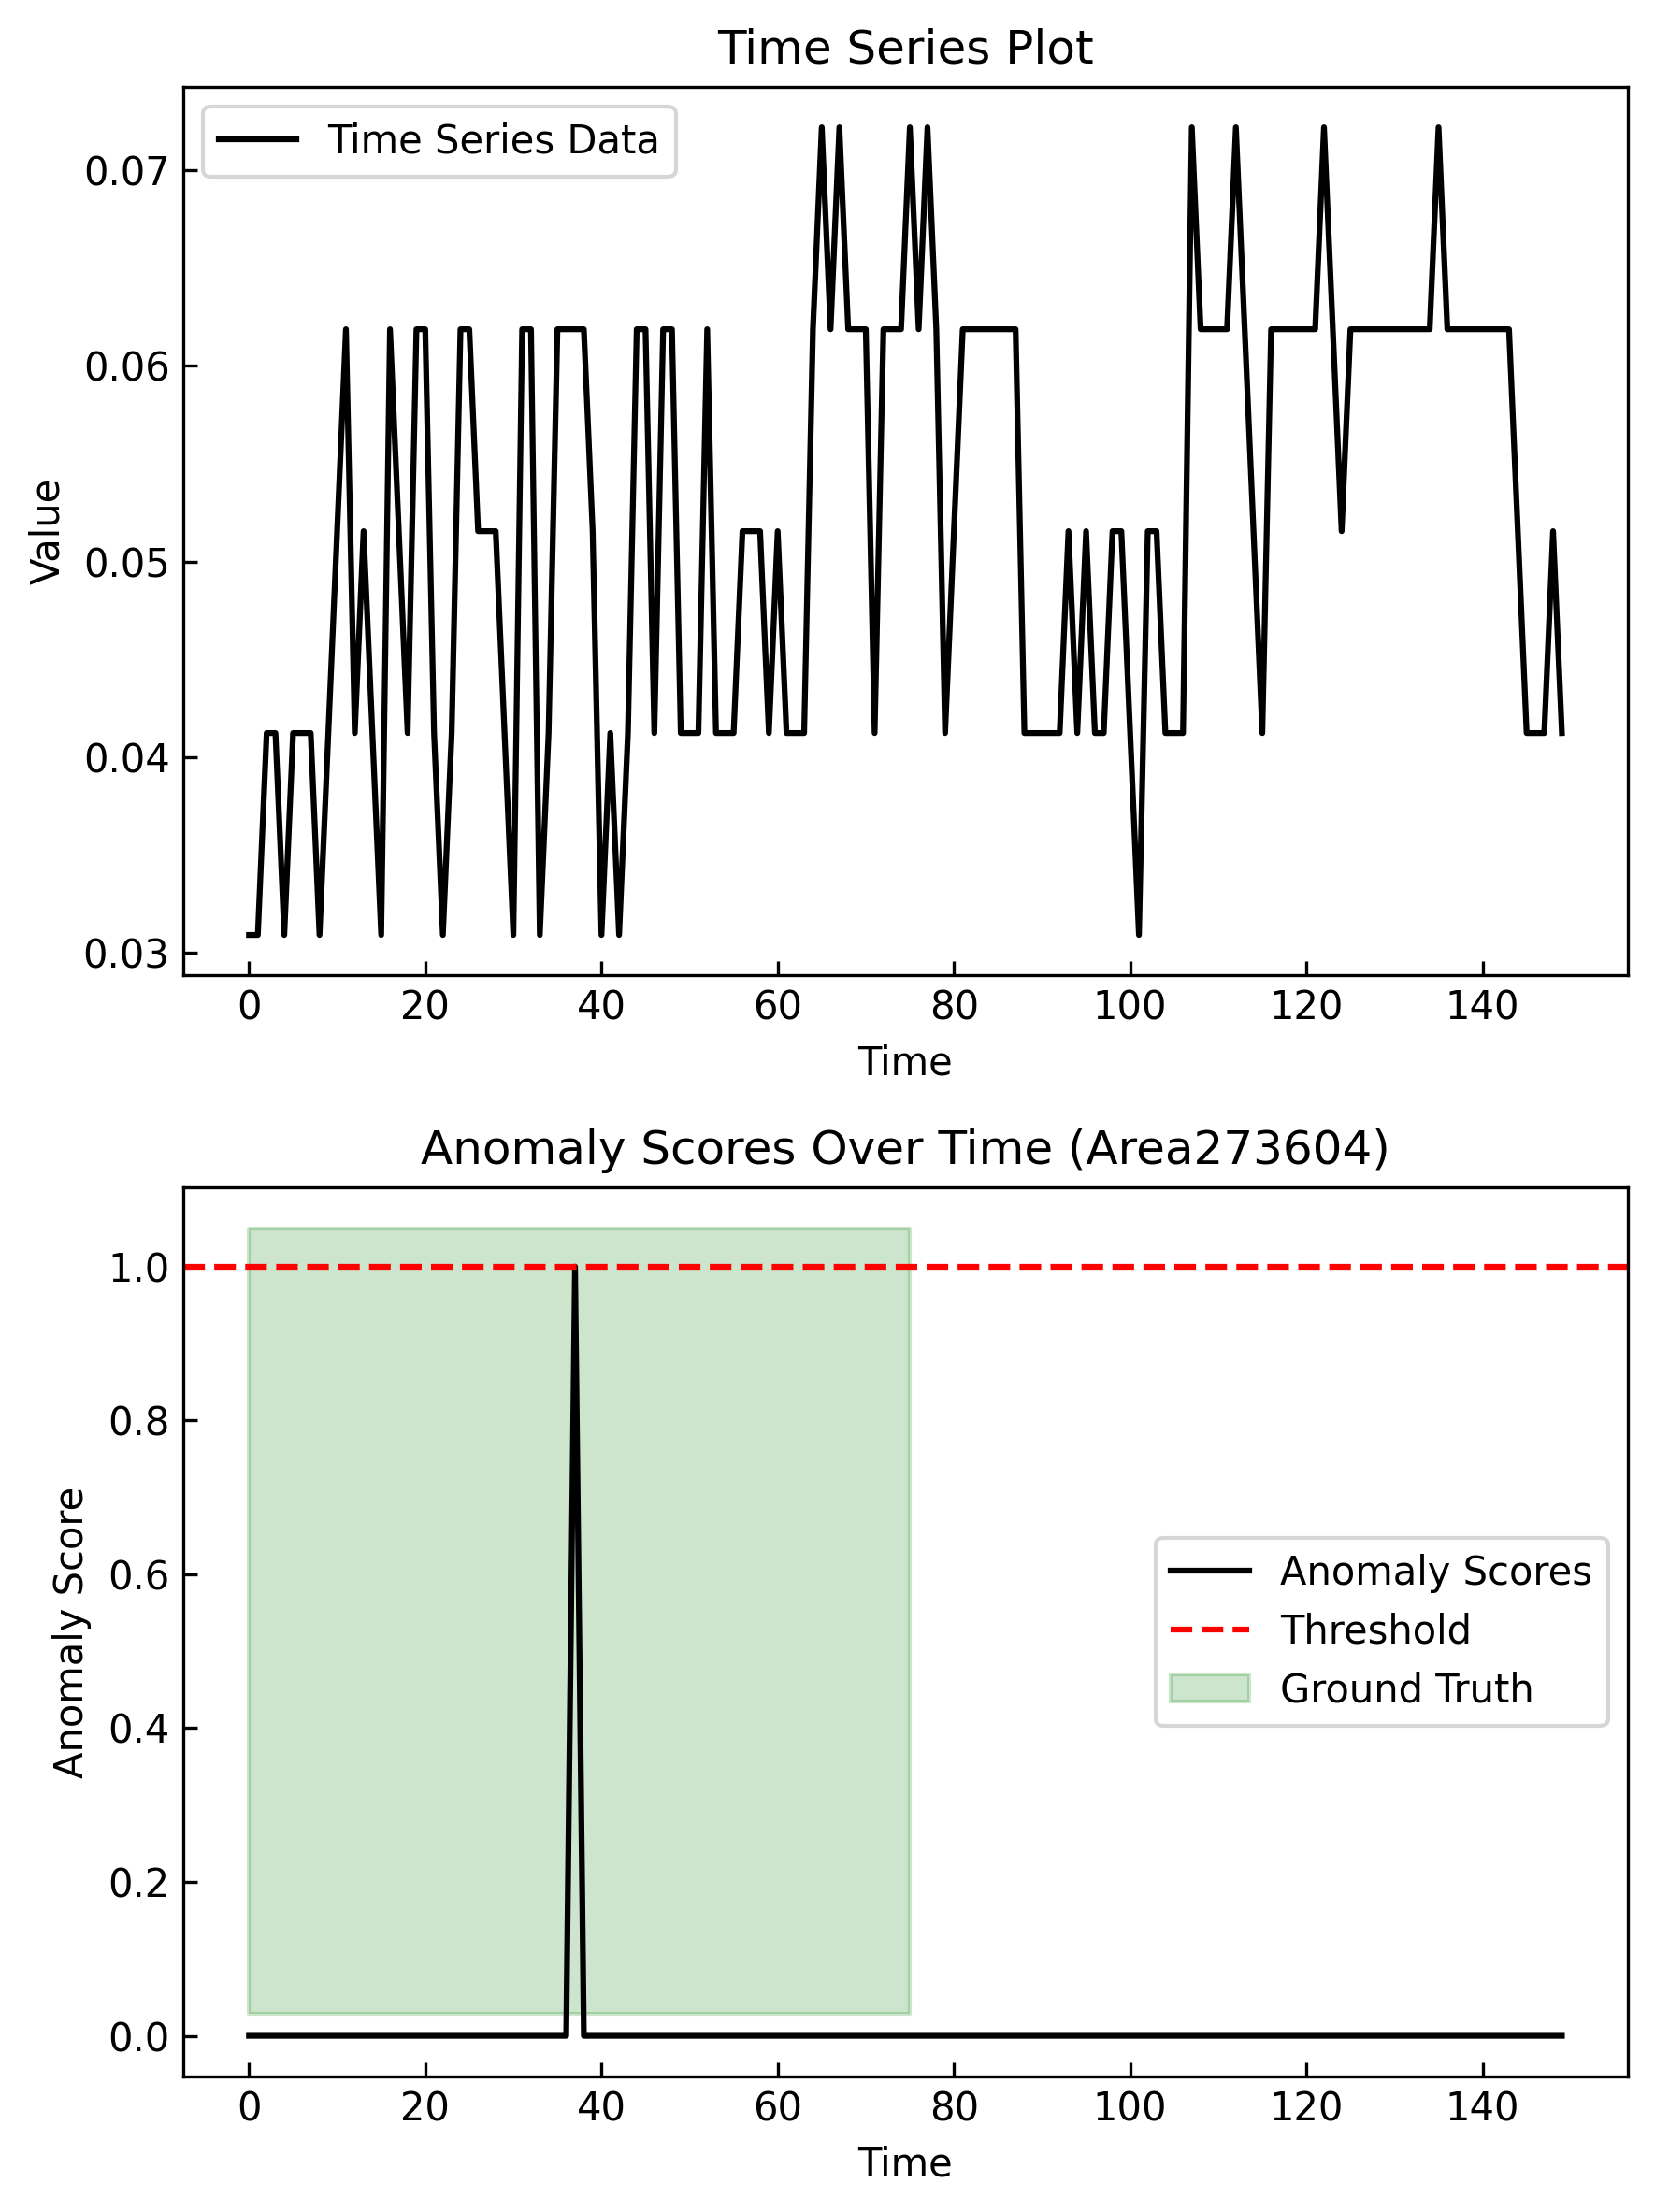 Time Series Plot
Time Series Data
0.07
0.06
0.05
0.04
0.03
Value
0 20 40 60 80 100 120 140
Time
Anomaly Scores Over Time (Area273604)
1.0
0.8
0.6
0.4
0.2
0.0
Anomaly Score
Anomaly Scores
Threshold
Ground Truth
0 20 40 60 80 100 120 140
Time